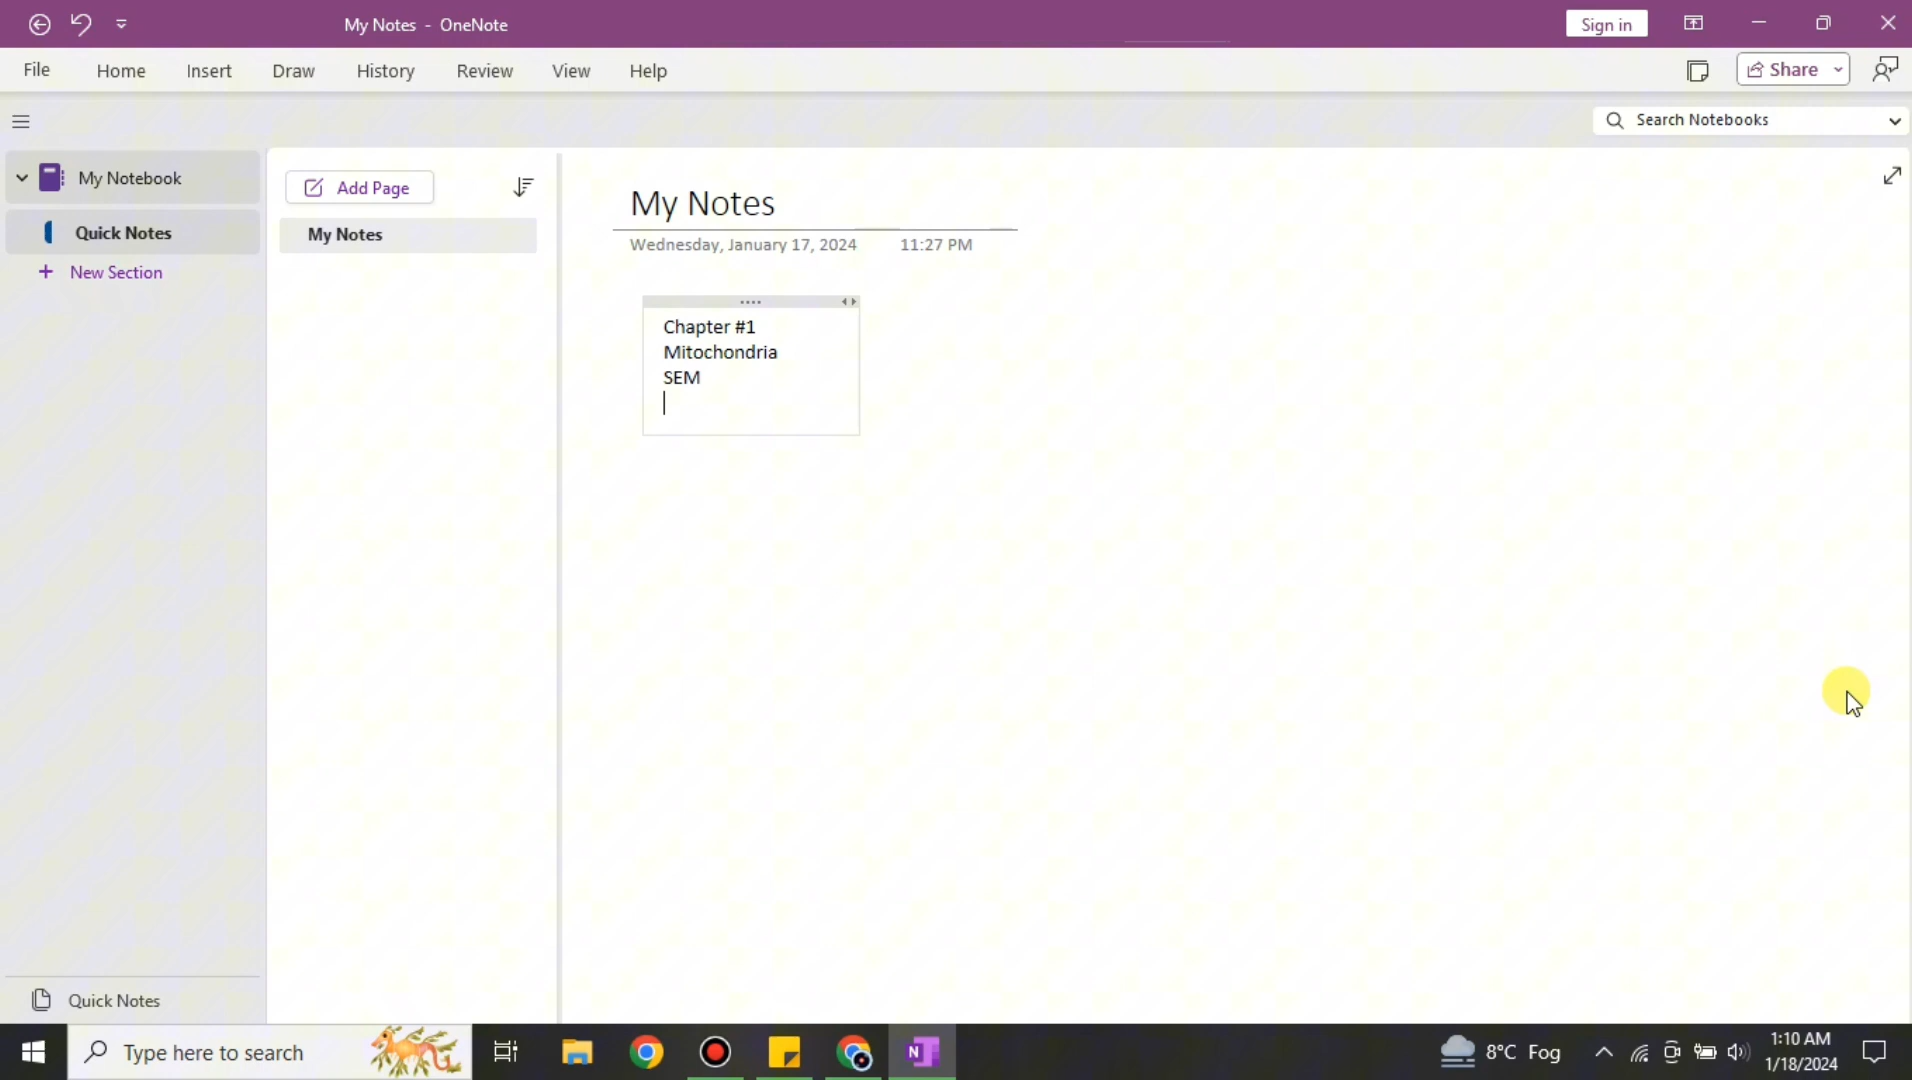 My Notes - OneNote
Sign in
File Home Insert Draw History Review View Help
Share
Search Notebooks
My Notebook
Add Page
My Notes
Quick Notes
My Notes
Wednesday, January 17, 2024 11:27 PM
New Section
Chapter #1
Mitochondria
SEM
Quick Notes
Type here to search
N
8°C Fog
1:10 AM
1/18/2024